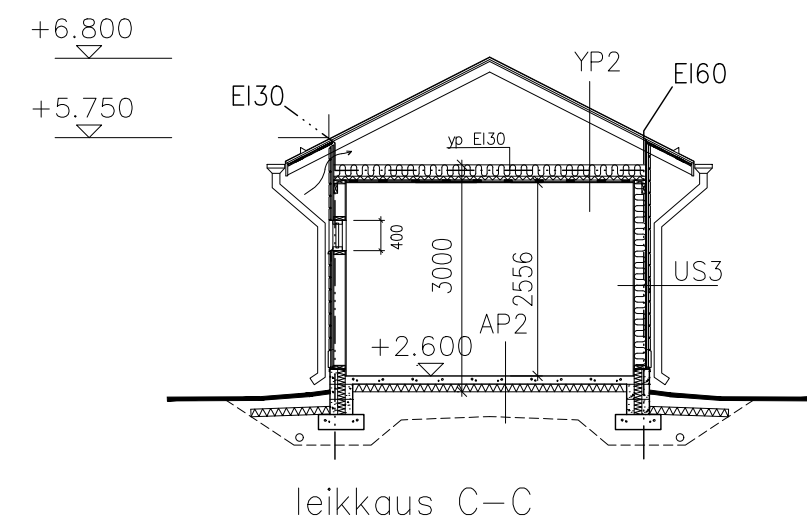 +6.800
YP2
EI60
EI30
+5.750
yp EI30
400
3000
2556
US3
AP2
+2.600
leikkaus C-C